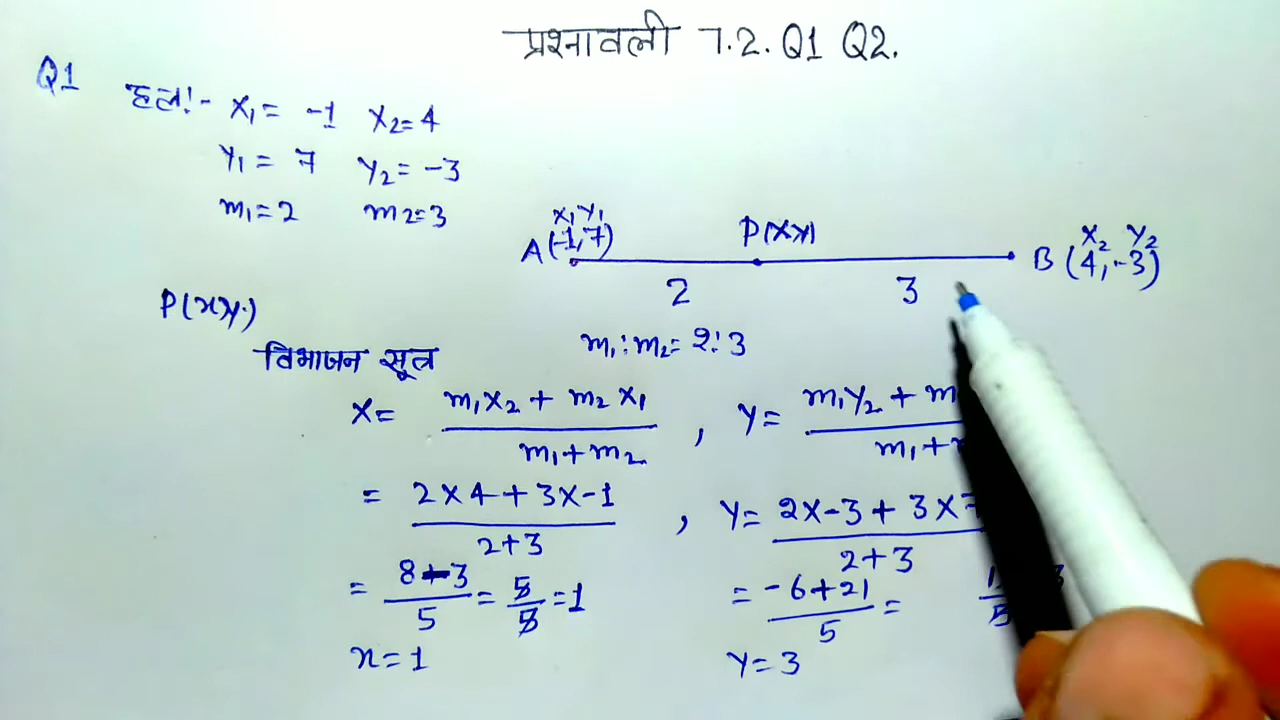 प्रश्नावली 7.2. Q1 Q2.
Q1
हल:- x₁= -1 x₂=4
y₁= 7 y₂= -3
m₁=2 m₂=3
x₁ y₁ P(x,y) x₂ y₂
A(-1,7) B(4,-3)
2 3
P(x,y)
m₁:m₂= 2:3
विभाजन सूत्र
x= m₁x₂ + m₂x₁ / m₁+m₂ , y= m₁y₂ + m / m₁+
= 2×4+3×-1 / 2+3 , y= 2×-3+3×7 / 2+3
= 8-3 / 5 = 5/5 =1 = -6+21 / 5 =
x=1 y=3